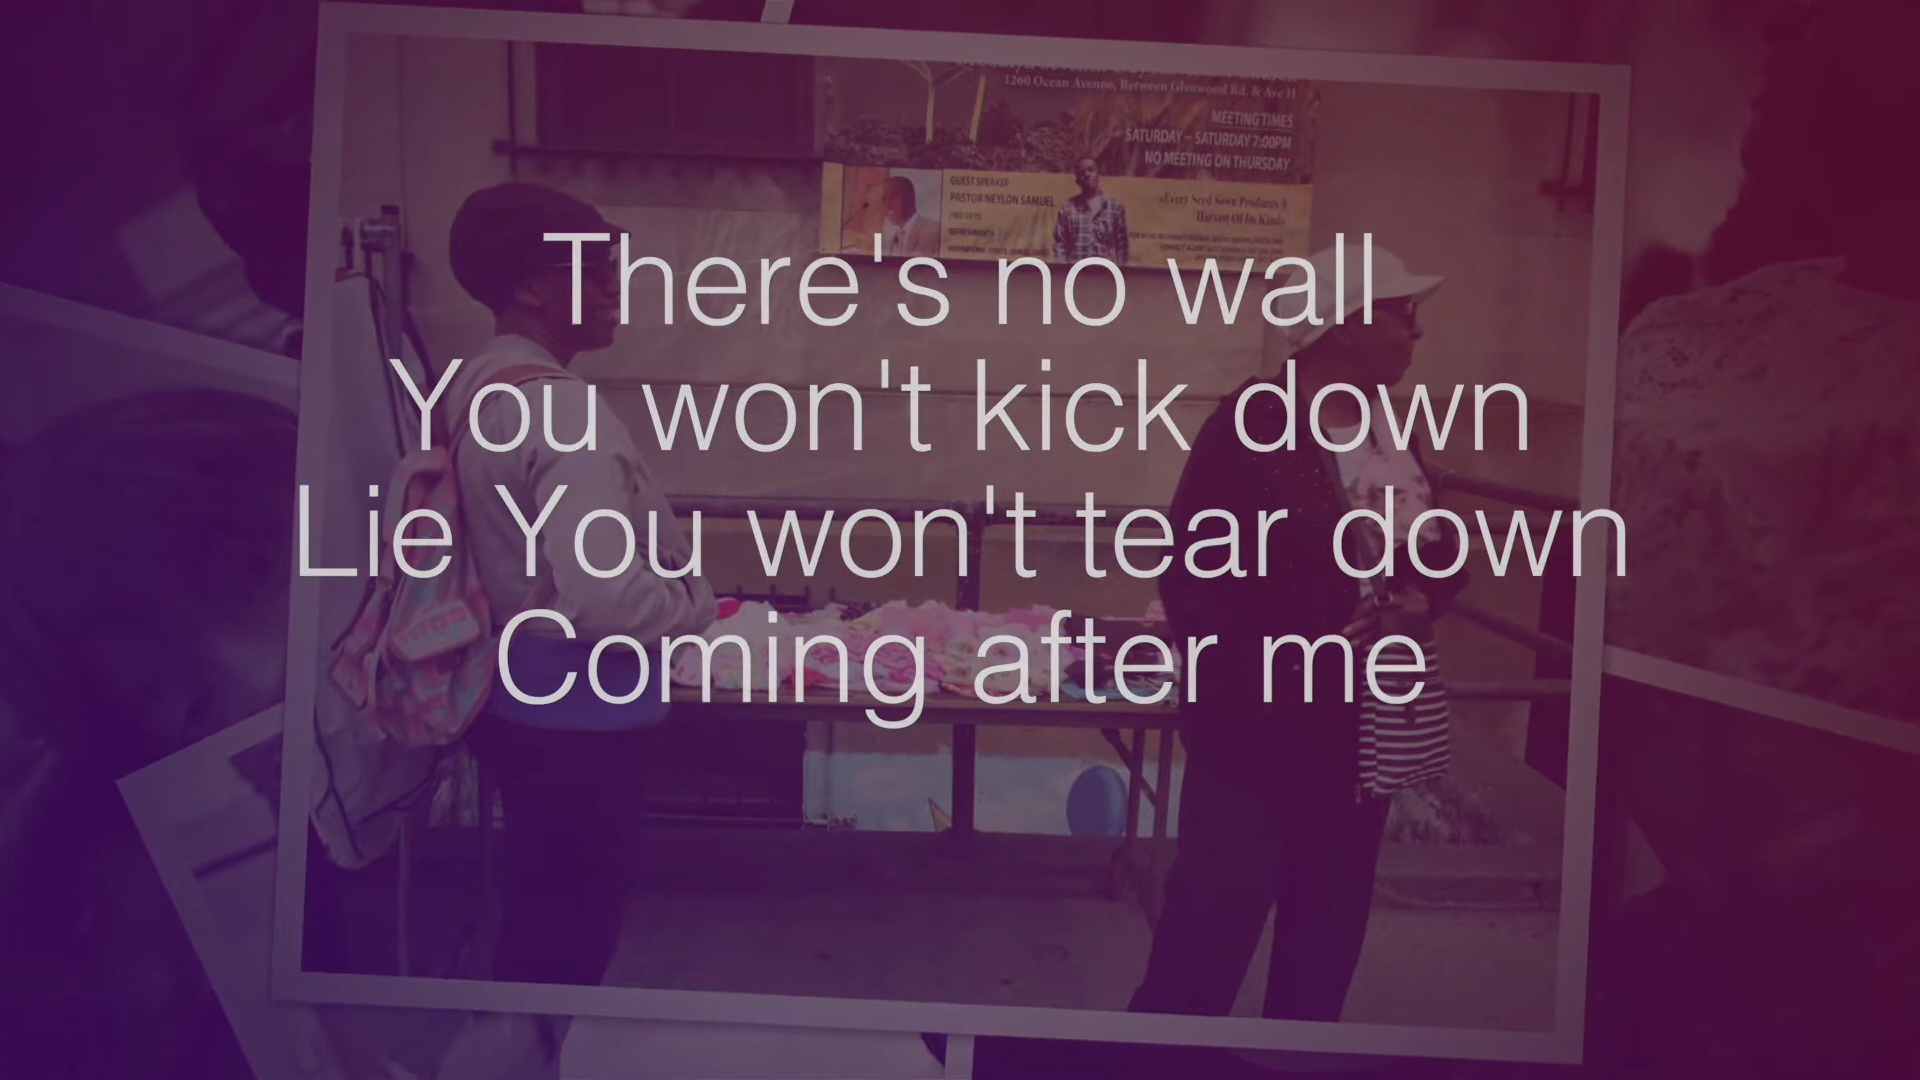 1260 Ocean Avenue, Between Glenwood Rd. & Ave H
MEETING TIMES
SATURDAY – SATURDAY 7:00PM
NO MEETING ON THURSDAY
GUEST SPEAKER
PASTOR NEYLON SAMUEL
REFRESHMENTS
Every Seed Sown Produces A
Harvest Of Its Kind
There's no wall
You won't kick down
Lie You won't tear down
Coming after me